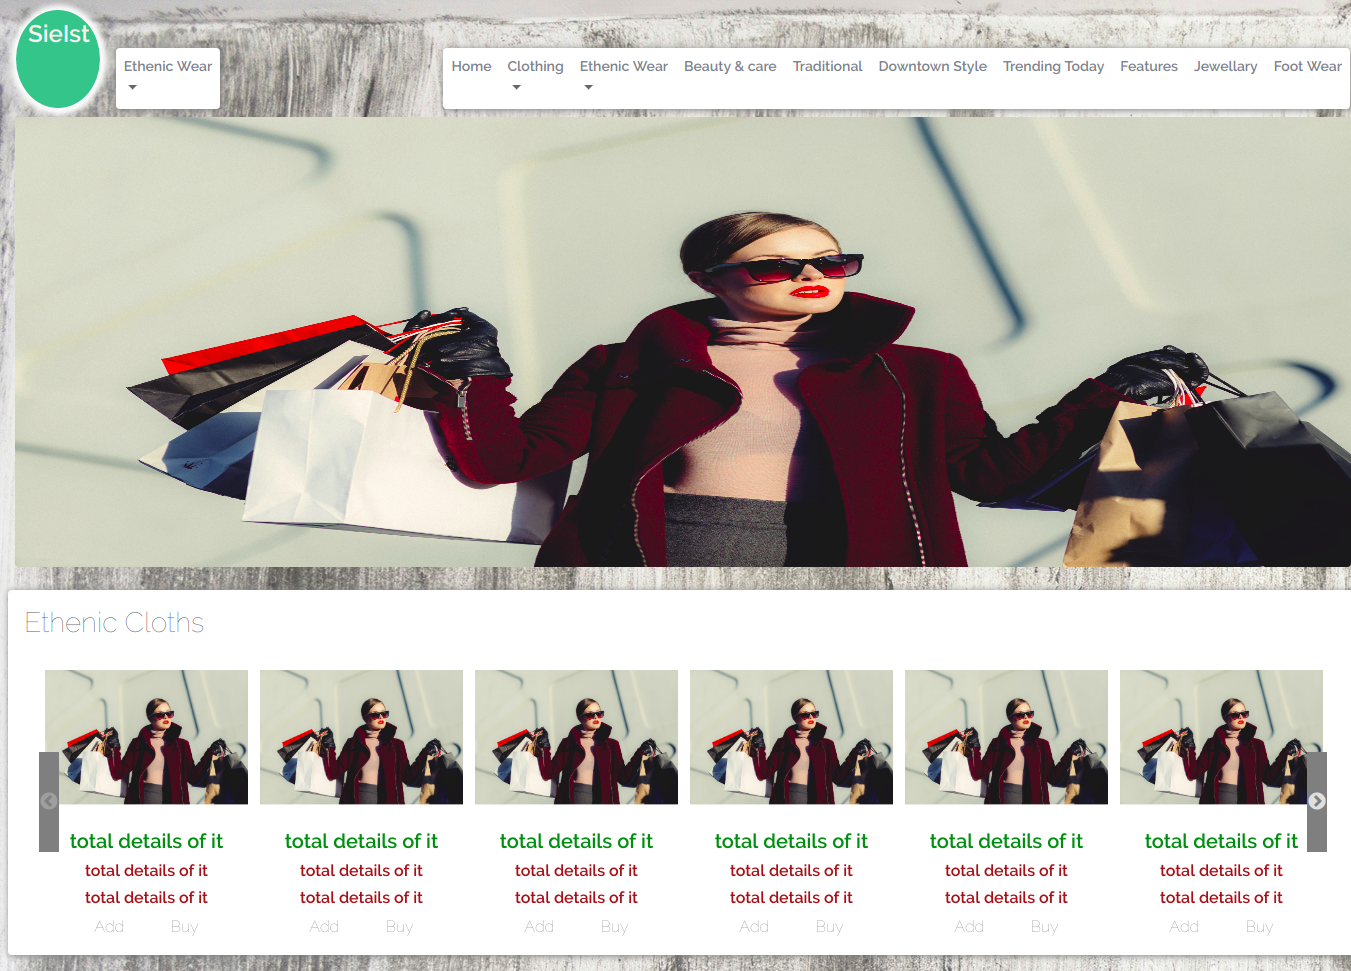 Sielst
Ethenic Wear
Home Clothing Ethenic Wear Beauty & care Traditional Downtown Style Trending Today Features Jewellary Foot Wear
Ethenic Cloths
total details of it total details of it total details of it total details of it total details of it total details of it
total details of it total details of it total details of it total details of it total details of it total details of it
total details of it total details of it total details of it total details of it total details of it total details of it
Add Buy Add Buy Add Buy Add Buy Add Buy Add Buy